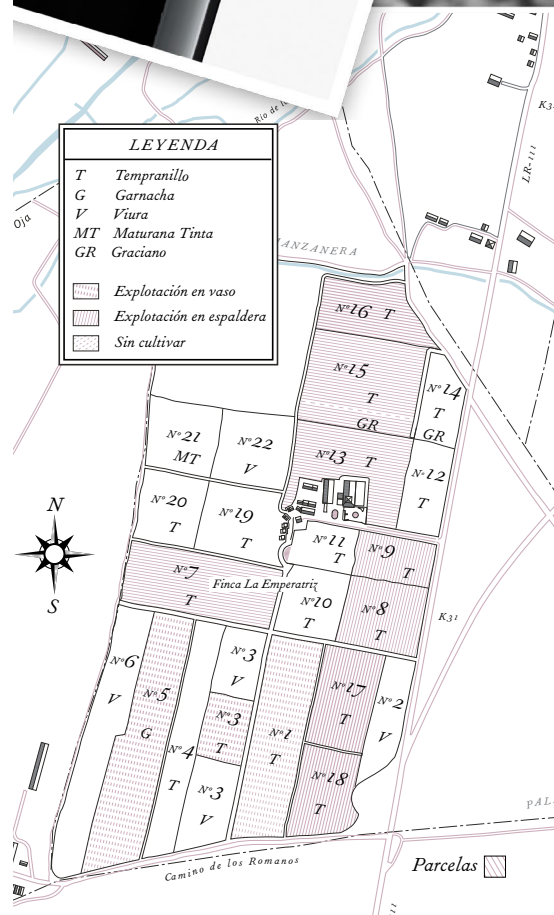 Río de lo
K3
LR-111
Oja
LEYENDA
T Tempranillo
G Garnacha
V Viura
MT Maturana Tinta
GR Graciano
Explotación en vaso
Explotación en espaldera
Sin cultivar
ANZANERA
Nº16 T
Nº15
T
GR
Nº14
T
GR
Nº13 T
Nº12
T
Nº21
MT
Nº22
V
Nº20
T
Nº19
T
Nº11
T
Nº9
T
N
S
Nº7
T
Finca La Emperatriz
Nº10
T
Nº8
T
K31
Nº6
V
Nº5
G
Nº3
V
Nº3
T
Nº4
T
Nº3
V
Nº1
T
Nº17
T
Nº2
V
Nº18
T
PAL
Camino de los Romanos
Parcelas
11